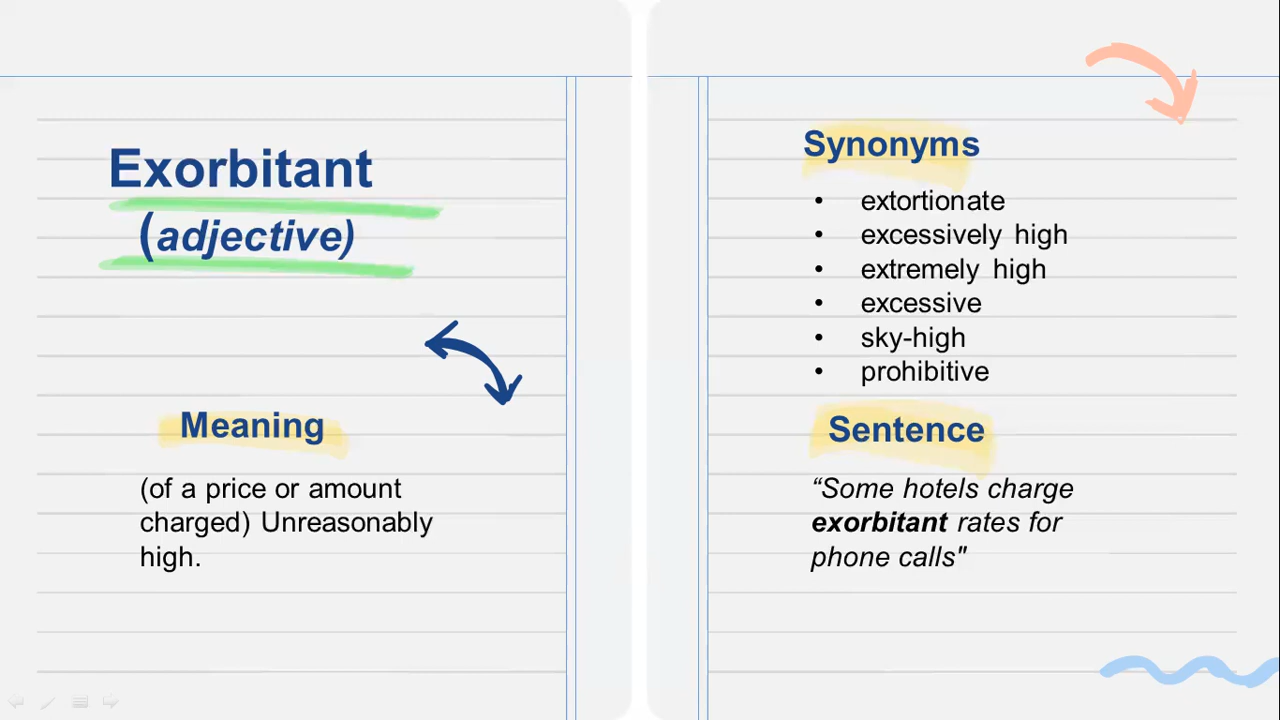 Exorbitant
(adjective)
Meaning
(of a price or amount
charged) Unreasonably
high.
Synonyms
• extortionate
• excessively high
• extremely high
• excessive
• sky-high
• prohibitive
Sentence
“Some hotels charge
exorbitant rates for
phone calls"